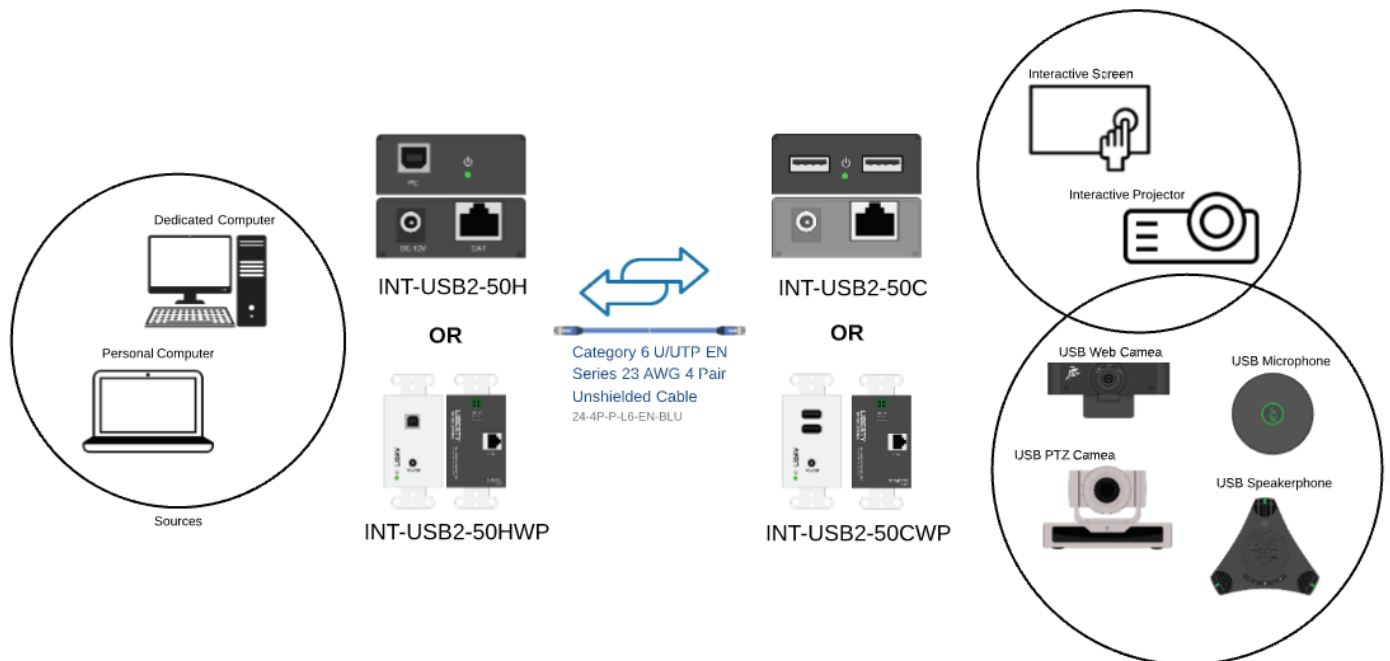 Interactive Screen
Interactive Projector
Dedicated Computer
Personal Computer
Sources
PC
DC 12V
CAT
INT-USB2-50H
OR
LIBERTY
INT-USB2-50HWP
Category 6 U/UTP EN
Series 23 AWG 4 Pair
Unshielded Cable
24-4P-P-L6-EN-BLU
INT-USB2-50C
OR
LIBERTY
INT-USB2-50CWP
USB Web Camea
USB Microphone
USB PTZ Camea
USB Speakerphone